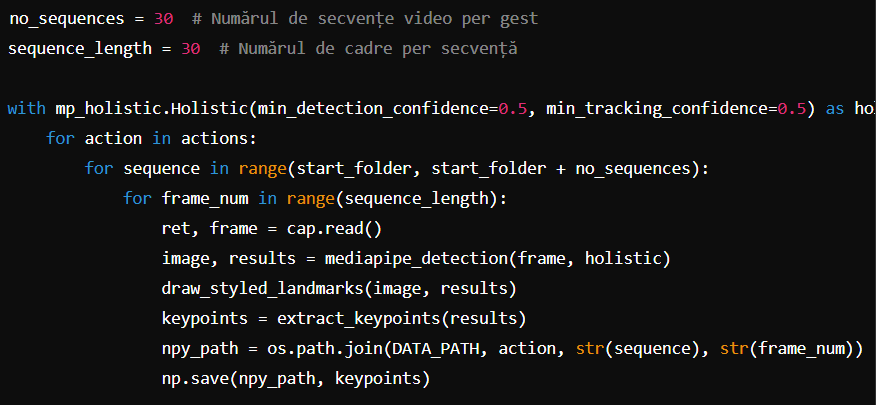 no_sequences = 30  # Numărul de secvențe video per gest
sequence_length = 30  # Numărul de cadre per secvență

with mp_holistic.Holistic(min_detection_confidence=0.5, min_tracking_confidence=0.5) as
    for action in actions:
        for sequence in range(start_folder, start_folder + no_sequences):
            for frame_num in range(sequence_length):
                ret, frame = cap.read()
                image, results = mediapipe_detection(frame, holistic)
                draw_styled_landmarks(image, results)
                keypoints = extract_keypoints(results)
                npy_path = os.path.join(DATA_PATH, action, str(sequence), str(frame_num))
                np.save(npy_path, keypoints)